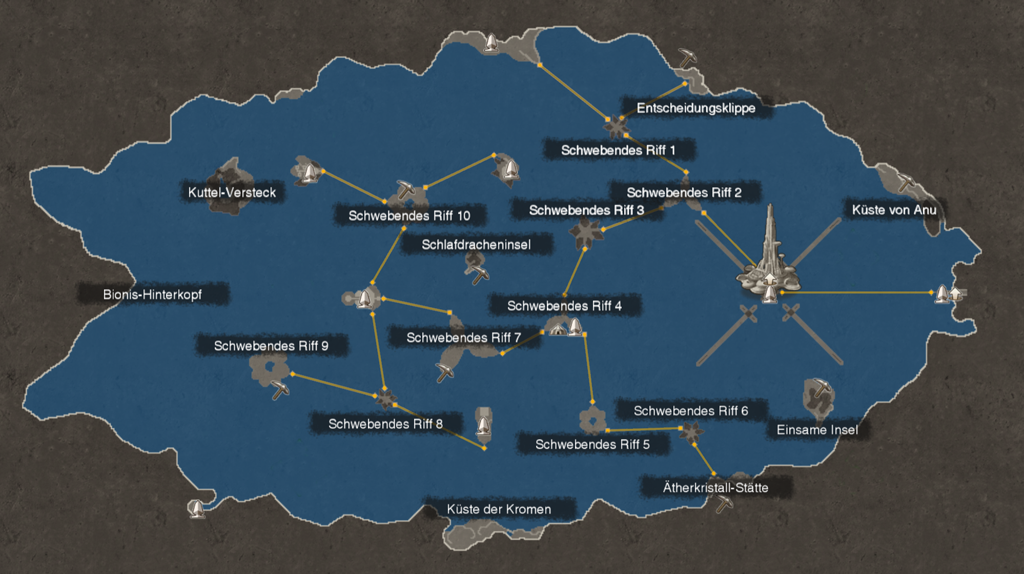 Entscheidungsklippe
Schwebendes Riff 1
Kuttel-Versteck
Schwebendes Riff 2
Schwebendes Riff 10
Schwebendes Riff 3
Küste von Anu
Schlafdracheninsel
Bionis-Hinterkopf
Schwebendes Riff 4
Schwebendes Riff 9
Schwebendes Riff 7
Schwebendes Riff 8
Schwebendes Riff 6
Einsame Insel
Schwebendes Riff 5
Ätherkristall-Stätte
Küste der Kromen